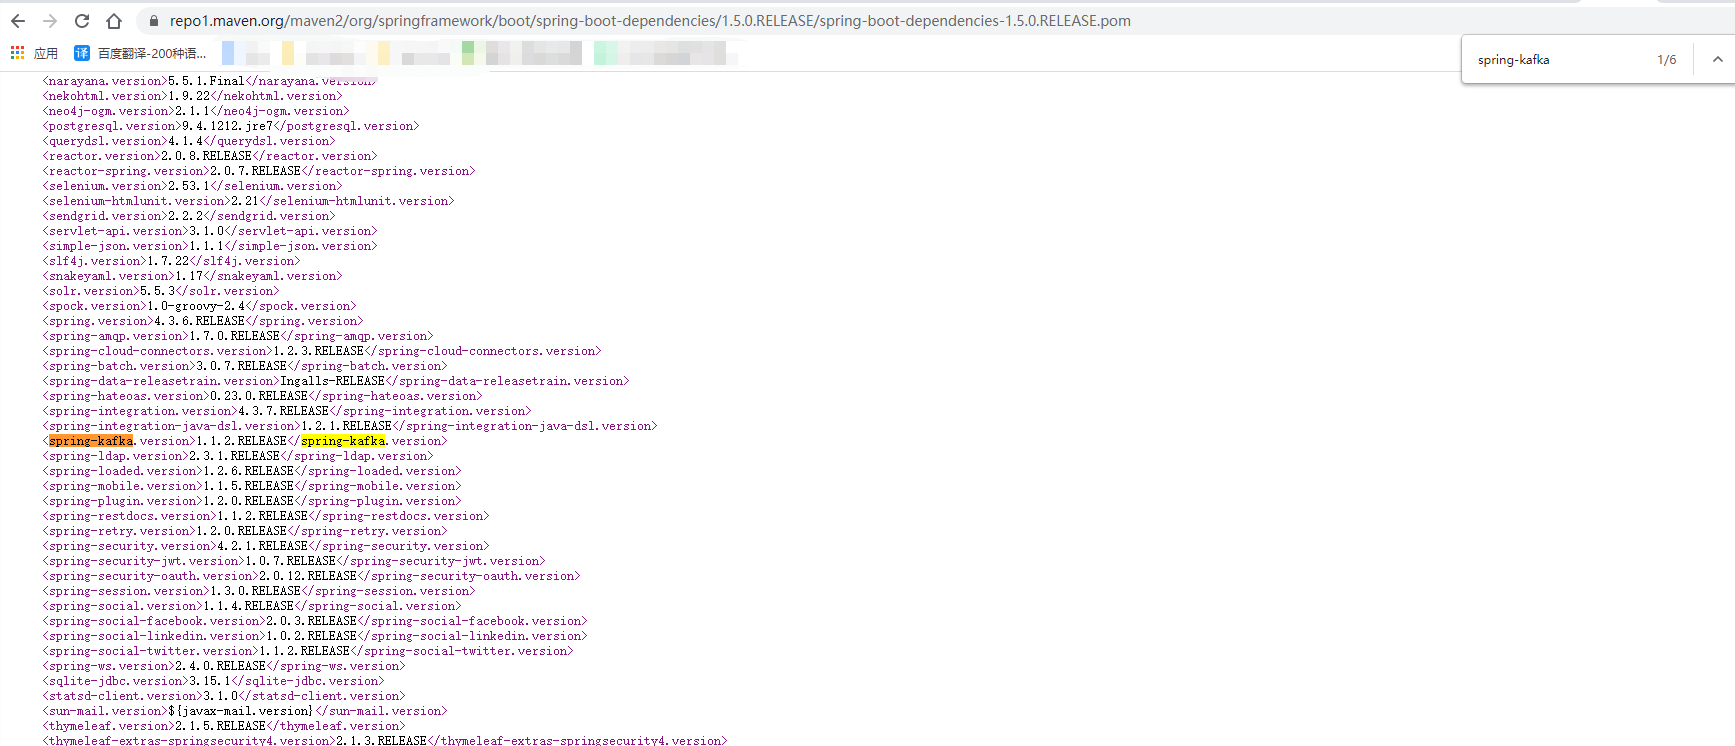 repo1.maven.org/maven2/org/springframework/boot/spring-boot-dependencies/1.5.0.RELEASE/spring-boot-dependencies-1.5.0.RELEASE.pom
应用 译 百度翻译-200种语...
spring-kafka 1/6
<narayana.version>5.5.1.Final</narayana.version>
<nekohtml.version>1.9.22</nekohtml.version>
<neo4j-ogm.version>2.1.1</neo4j-ogm.version>
<postgresql.version>9.4.1212.jre7</postgresql.version>
<querydsl.version>4.1.4</querydsl.version>
<reactor.version>2.0.8.RELEASE</reactor.version>
<reactor-spring.version>2.0.7.RELEASE</reactor-spring.version>
<selenium.version>2.53.1</selenium.version>
<selenium-htmlunit.version>2.21</selenium-htmlunit.version>
<sendgrid.version>2.2.2</sendgrid.version>
<servlet-api.version>3.1.0</servlet-api.version>
<simple-json.version>1.1.1</simple-json.version>
<slf4j.version>1.7.22</slf4j.version>
<snakeyaml.version>1.17</snakeyaml.version>
<solr.version>5.5.3</solr.version>
<spock.version>1.0-groovy-2.4</spock.version>
<spring.version>4.3.6.RELEASE</spring.version>
<spring-amqp.version>1.7.0.RELEASE</spring-amqp.version>
<spring-cloud-connectors.version>1.2.3.RELEASE</spring-cloud-connectors.version>
<spring-batch.version>3.0.7.RELEASE</spring-batch.version>
<spring-data-releasetrain.version>Ingalls-RELEASE</spring-data-releasetrain.version>
<spring-hateoas.version>0.23.0.RELEASE</spring-hateoas.version>
<spring-integration.version>4.3.7.RELEASE</spring-integration.version>
<spring-integration-java-dsl.version>1.2.1.RELEASE</spring-integration-java-dsl.version>
<spring-kafka.version>1.1.2.RELEASE</spring-kafka.version>
<spring-ldap.version>2.3.1.RELEASE</spring-ldap.version>
<spring-loaded.version>1.2.6.RELEASE</spring-loaded.version>
<spring-mobile.version>1.1.5.RELEASE</spring-mobile.version>
<spring-plugin.version>1.2.0.RELEASE</spring-plugin.version>
<spring-restdocs.version>1.1.2.RELEASE</spring-restdocs.version>
<spring-retry.version>1.2.0.RELEASE</spring-retry.version>
<spring-security.version>4.2.1.RELEASE</spring-security.version>
<spring-security-jwt.version>1.0.7.RELEASE</spring-security-jwt.version>
<spring-security-oauth.version>2.0.12.RELEASE</spring-security-oauth.version>
<spring-session.version>1.3.0.RELEASE</spring-session.version>
<spring-social.version>1.1.4.RELEASE</spring-social.version>
<spring-social-facebook.version>2.0.3.RELEASE</spring-social-facebook.version>
<spring-social-linkedin.version>1.0.2.RELEASE</spring-social-linkedin.version>
<spring-social-twitter.version>1.1.2.RELEASE</spring-social-twitter.version>
<spring-ws.version>2.4.0.RELEASE</spring-ws.version>
<sqlite-jdbc.version>3.15.1</sqlite-jdbc.version>
<statsd-client.version>3.1.0</statsd-client.version>
<sun-mail.version>${javax-mail.version}</sun-mail.version>
<thymeleaf.version>2.1.5.RELEASE</thymeleaf.version>
<thymeleaf-extras-springsecurity4.version>2.1.3.RELEASE</thymeleaf-extras-springsecurity4.version>